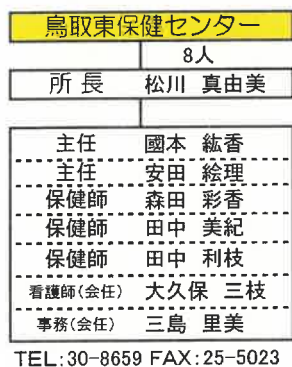 鳥取東保健センター
8人
所 長 松川 真由美
主任 國本 紘香
主任 安田 絵理
保健師 森田 彩香
保健師 田中 美紀
保健師 田中 利枝
看護師(会任) 大久保 三枝
事務(会任) 三島 里美
TEL:30-8659 FAX:25-5023